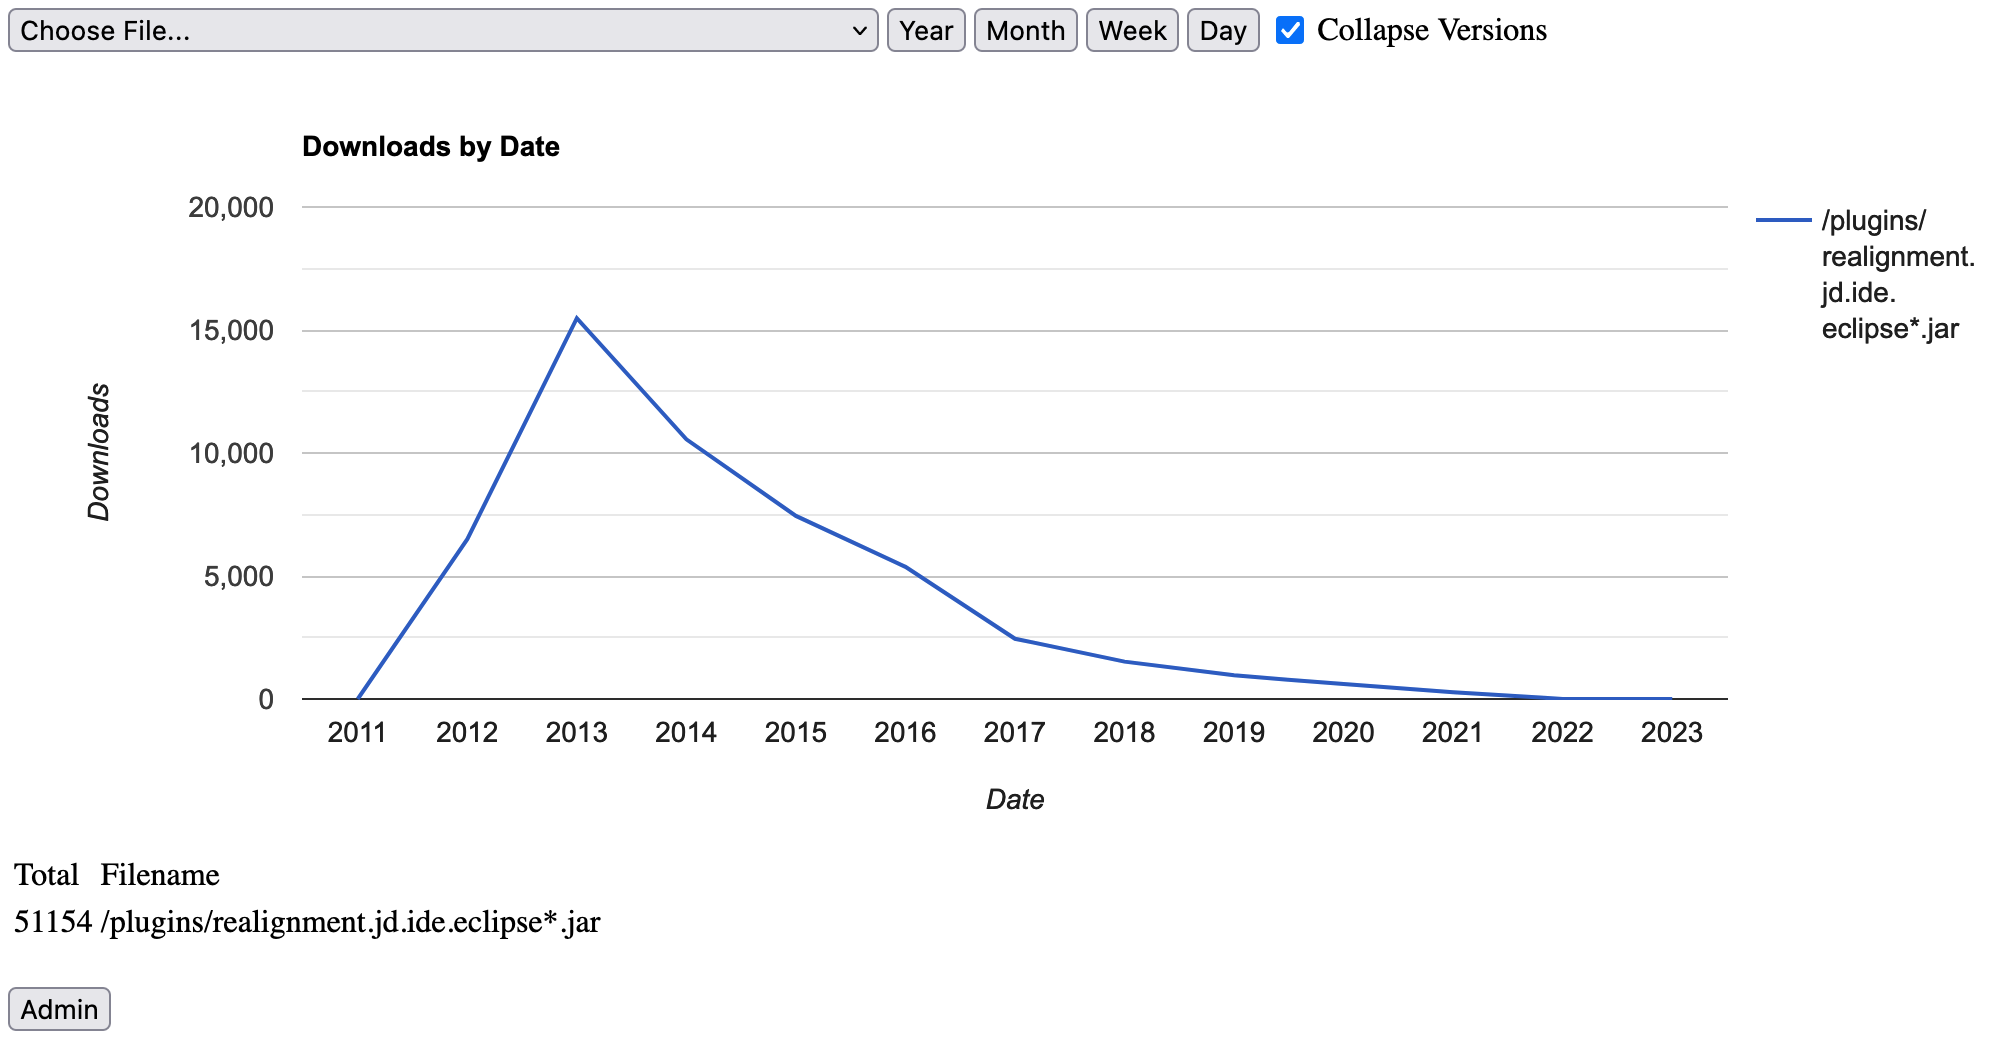 Choose File... Year Month Week Day Collapse Versions
Downloads by Date
20,000
15,000
10,000
5,000
0
Downloads
2011 2012 2013 2014 2015 2016 2017 2018 2019 2020 2021 2022 2023
Date
/plugins/
realignment.
jd.ide.
eclipse*.jar
Total Filename
51154 /plugins/realignment.jd.ide.eclipse*.jar
Admin